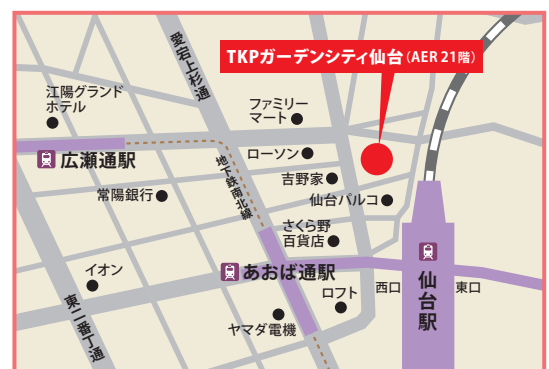 愛宕上杉通
TKPガーデンシティ仙台(AER 21階)
江陽グランド
ホテル
ファミリー
マート
広瀬通駅
地下鉄南北線
ローソン
吉野家
常陽銀行
仙台パルコ
さくら野
百貨店
イオン
あおば通駅
仙台駅
西口
東口
ロフト
東二番丁通
ヤマダ電機